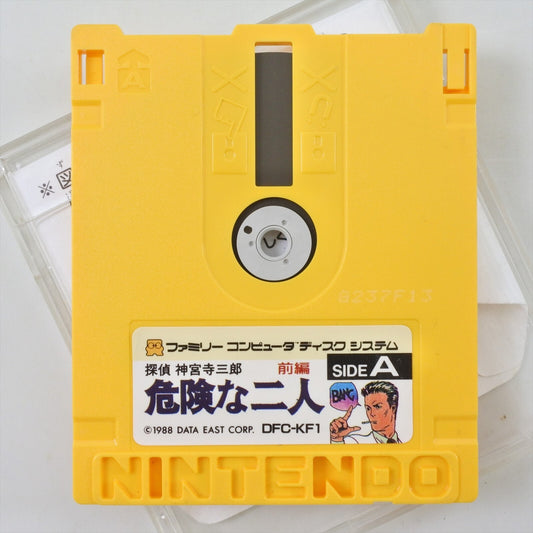 A
※図
8237F13
ファミリー コンピュータ ディスク システム
探偵 神宮寺三郎 前編
SIDE A
危険な二人
BANG
©1988 DATA EAST CORP. DFC-KF1
NINTENDO